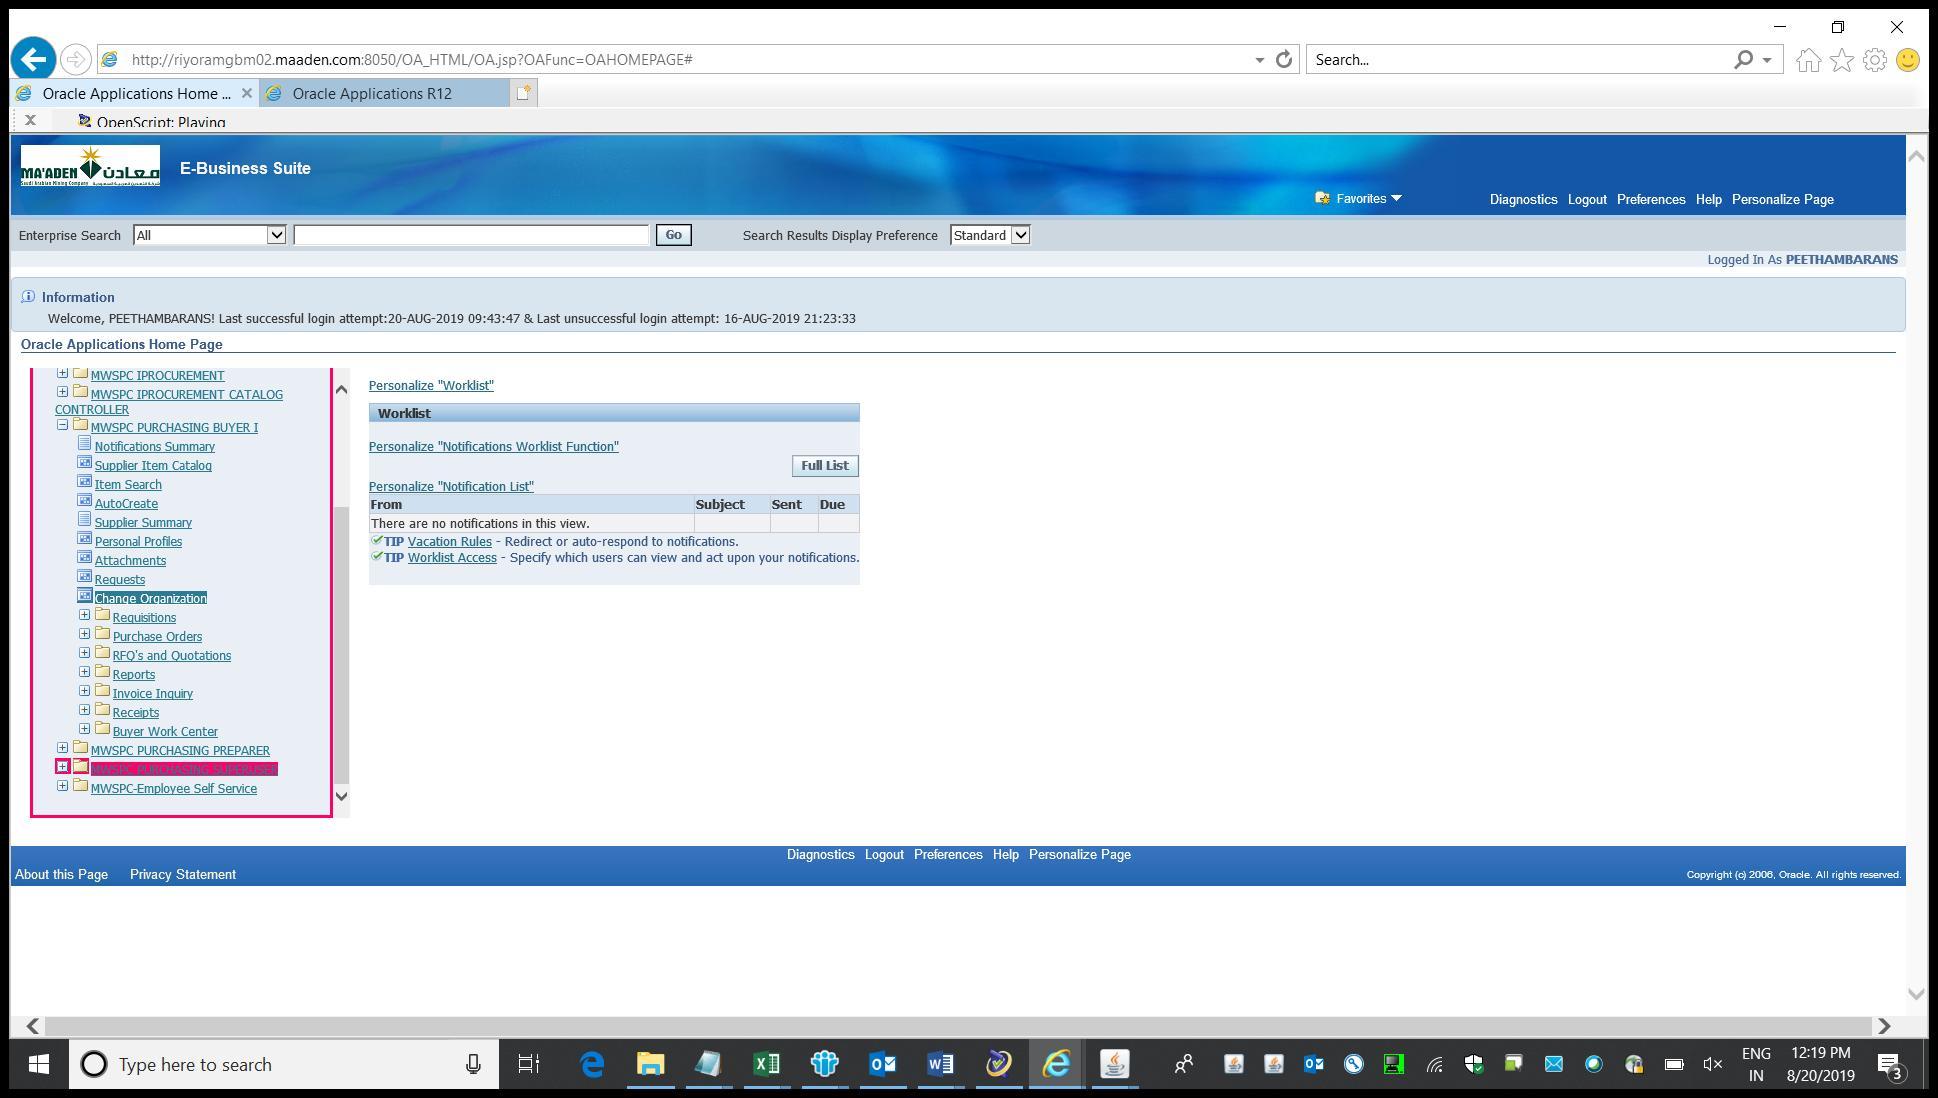 http://riyoramgbm02.maaden.com:8050/OA_HTML/OA.jsp?OAFunc=OAHOMEPAGE#
Search...
Oracle Applications Home ...
Oracle Applications R12
OpenScript: Playing
MA'ADEN معادن
Saudi Arabian Mining Company
E-Business Suite
Favorites
Diagnostics Logout Preferences Help Personalize Page
Enterprise Search All Go Search Results Display Preference Standard
Logged In As PEETHAMBARANS
Information
Welcome, PEETHAMBARANS! Last successful login attempt:20-AUG-2019 09:43:47 & Last unsuccessful login attempt: 16-AUG-2019 21:23:33
Oracle Applications Home Page
MWSPC IPROCUREMENT
MWSPC IPROCUREMENT CATALOG
CONTROLLER
MWSPC PURCHASING BUYER I
Notifications Summary
Supplier Item Catalog
Item Search
AutoCreate
Supplier Summary
Personal Profiles
Attachments
Requests
Change Organization
Requisitions
Purchase Orders
RFQ's and Quotations
Reports
Invoice Inquiry
Receipts
Buyer Work Center
MWSPC PURCHASING PREPARER
MWSPC PURCHASING SUPERUSER
MWSPC-Employee Self Service
Personalize "Worklist"
Worklist
Personalize "Notifications Worklist Function"
Full List
Personalize "Notification List"
From Subject Sent Due
There are no notifications in this view.
TIP Vacation Rules - Redirect or auto-respond to notifications.
TIP Worklist Access - Specify which users can view and act upon your notifications.
Diagnostics Logout Preferences Help Personalize Page
About this Page Privacy Statement
Copyright (c) 2006, Oracle. All rights reserved.
Type here to search
ENG
IN
12:19 PM
8/20/2019
3